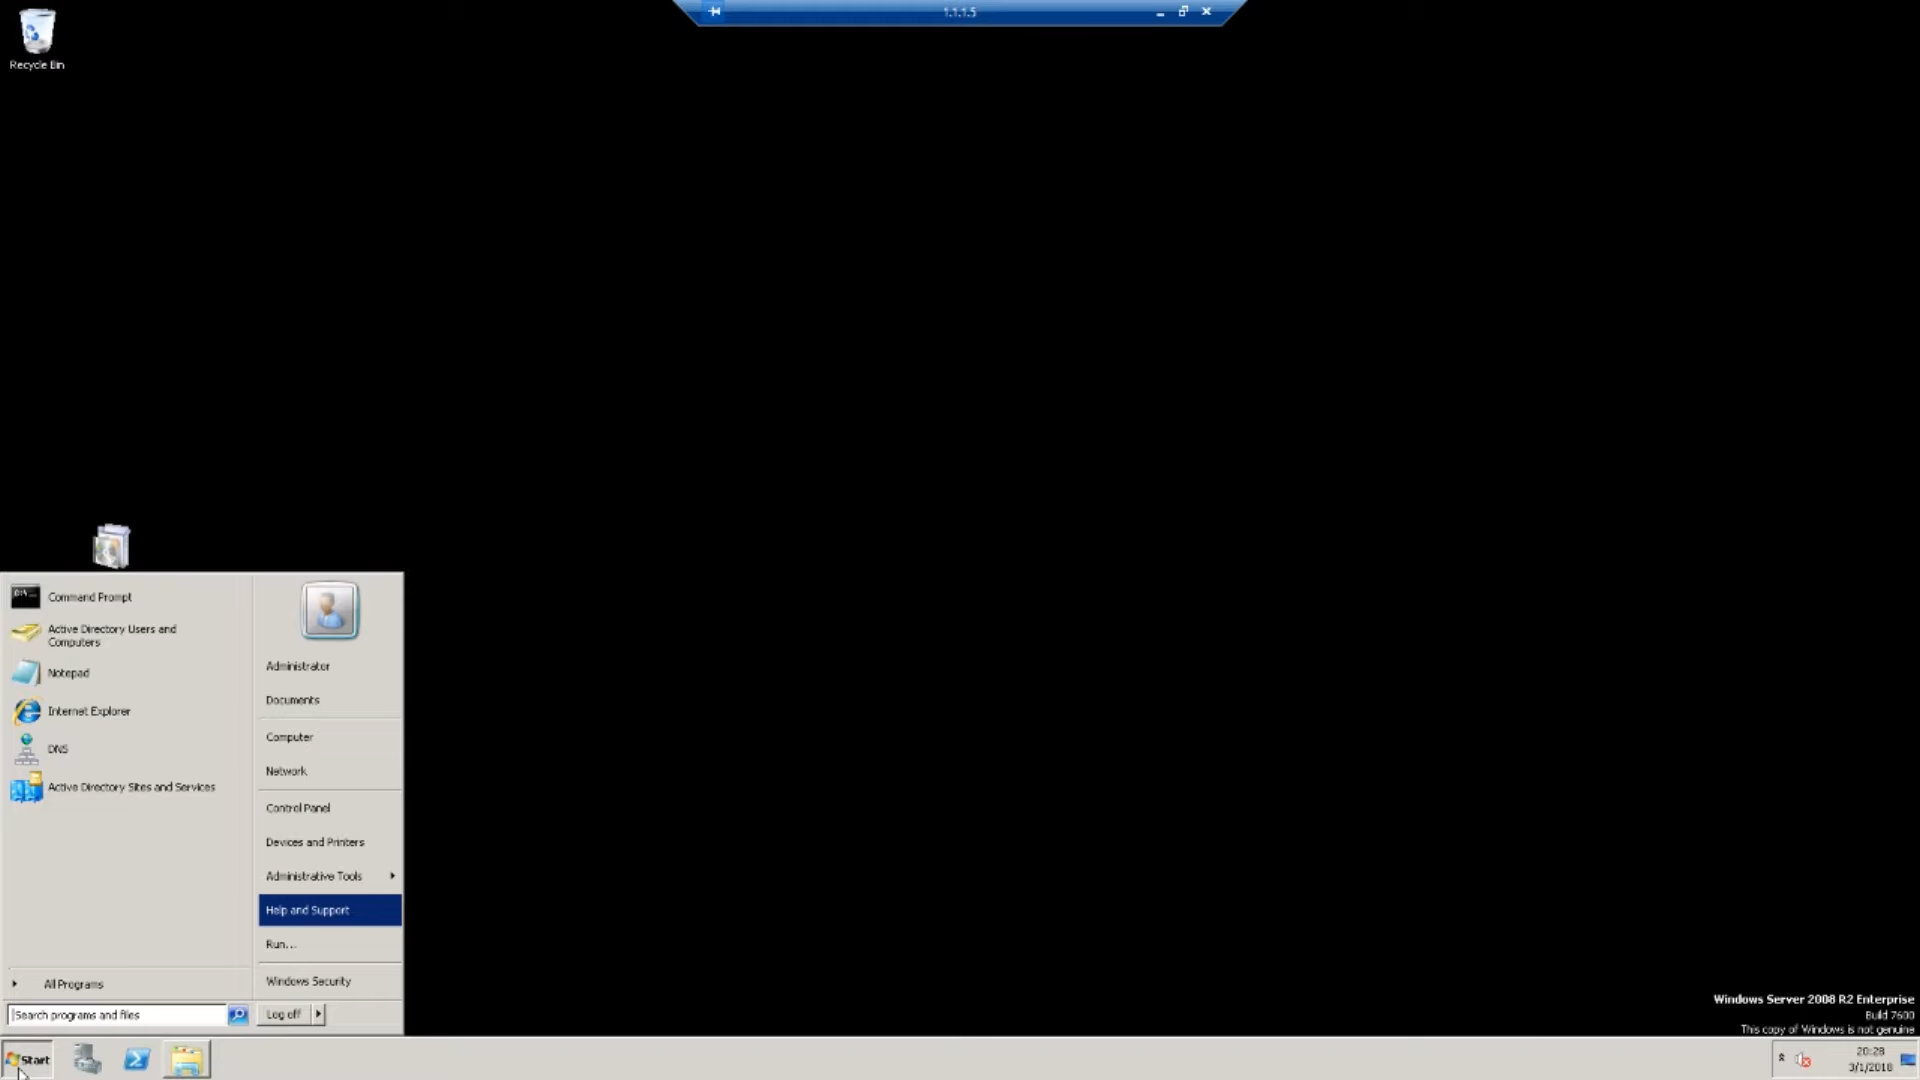 1.1.1.5
Recycle Bin
Command Prompt
Active Directory Users and
Computers
Notepad
Internet Explorer
DNS
Active Directory Sites and Services
All Programs
Search programs and files
Administrator
Documents
Computer
Network
Control Panel
Devices and Printers
Administrative Tools
Help and Support
Run...
Windows Security
Log off
Windows Server 2008 R2 Enterprise
Build 7600
This copy of Windows is not genuine
Start
20:28
3/1/2018